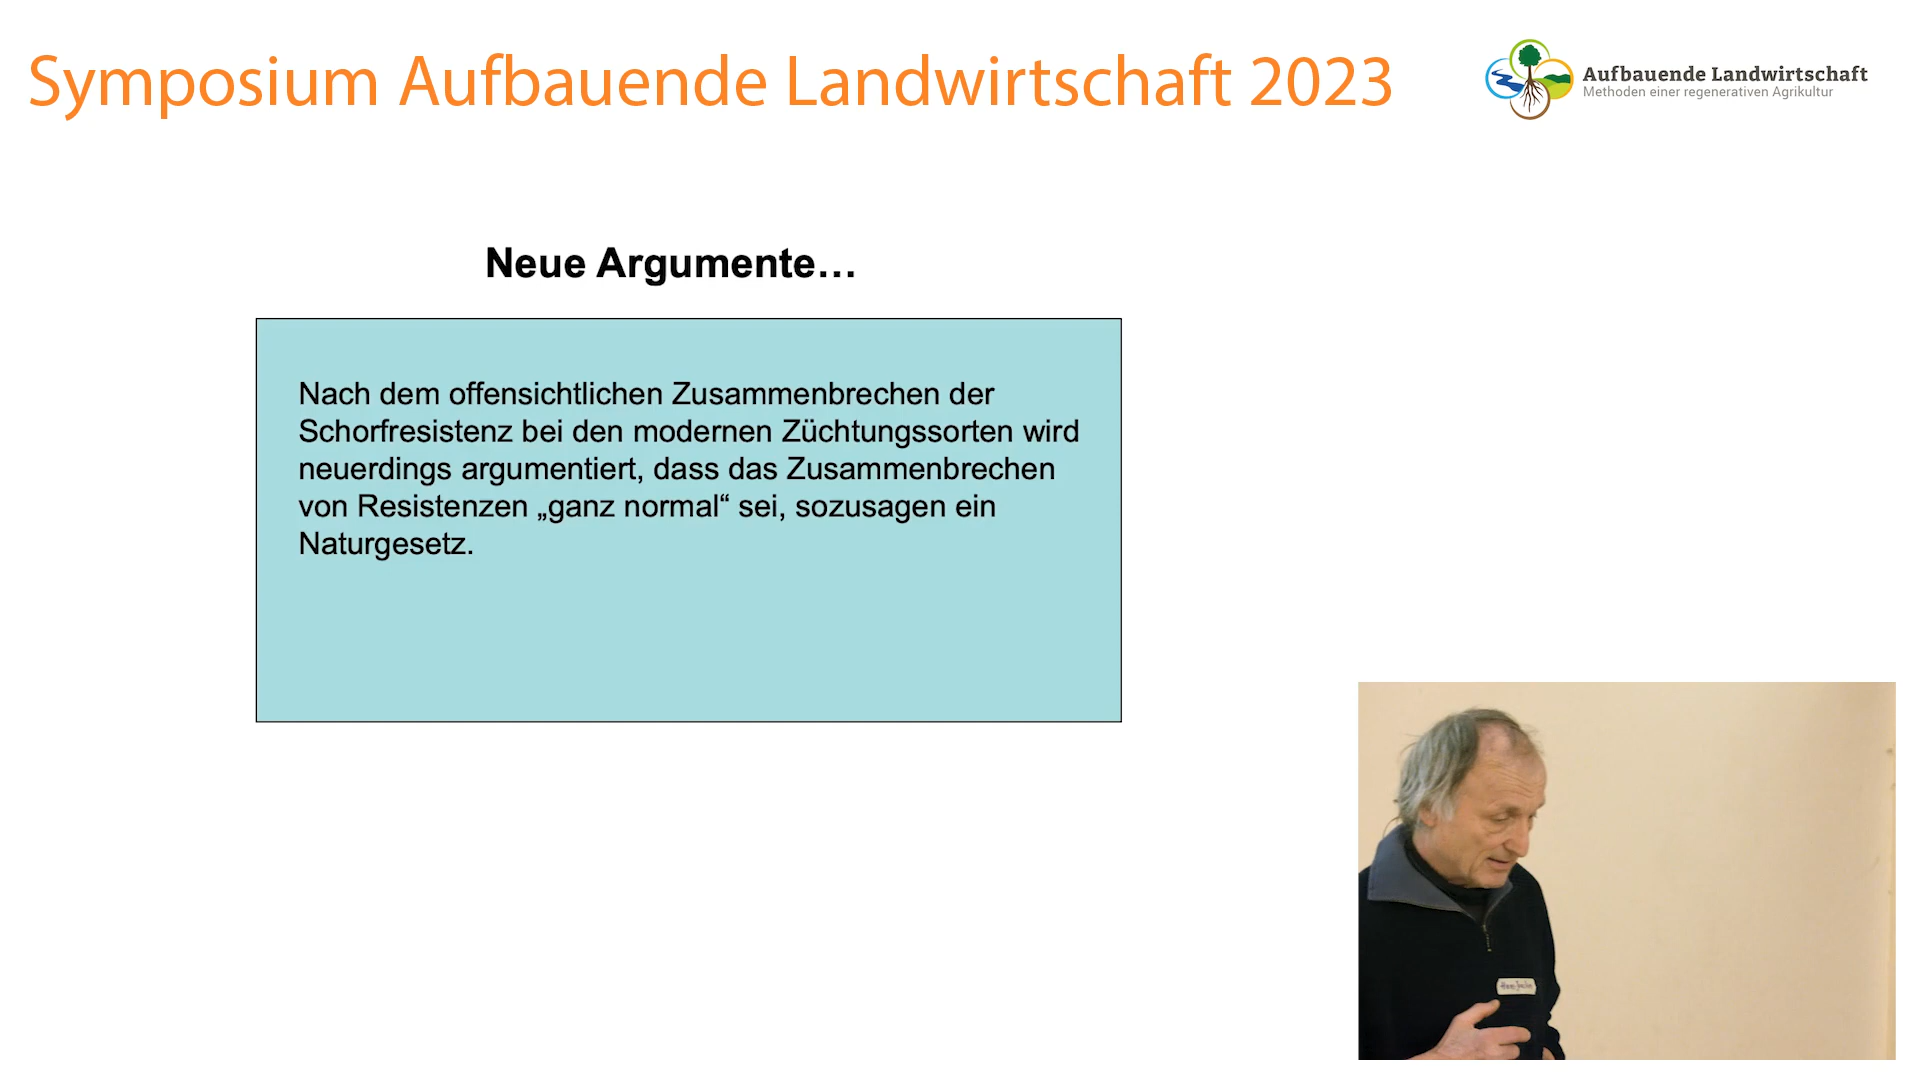 Symposium Aufbauende Landwirtschaft 2023
Aufbauende Landwirtschaft
Methoden einer regenerativen Agrikultur
Neue Argumente…
Nach dem offensichtlichen Zusammenbrechen der
Schorfresistenz bei den modernen Züchtungssorten wird
neuerdings argumentiert, dass das Zusammenbrechen
von Resistenzen „ganz normal“ sei, sozusagen ein
Naturgesetz.